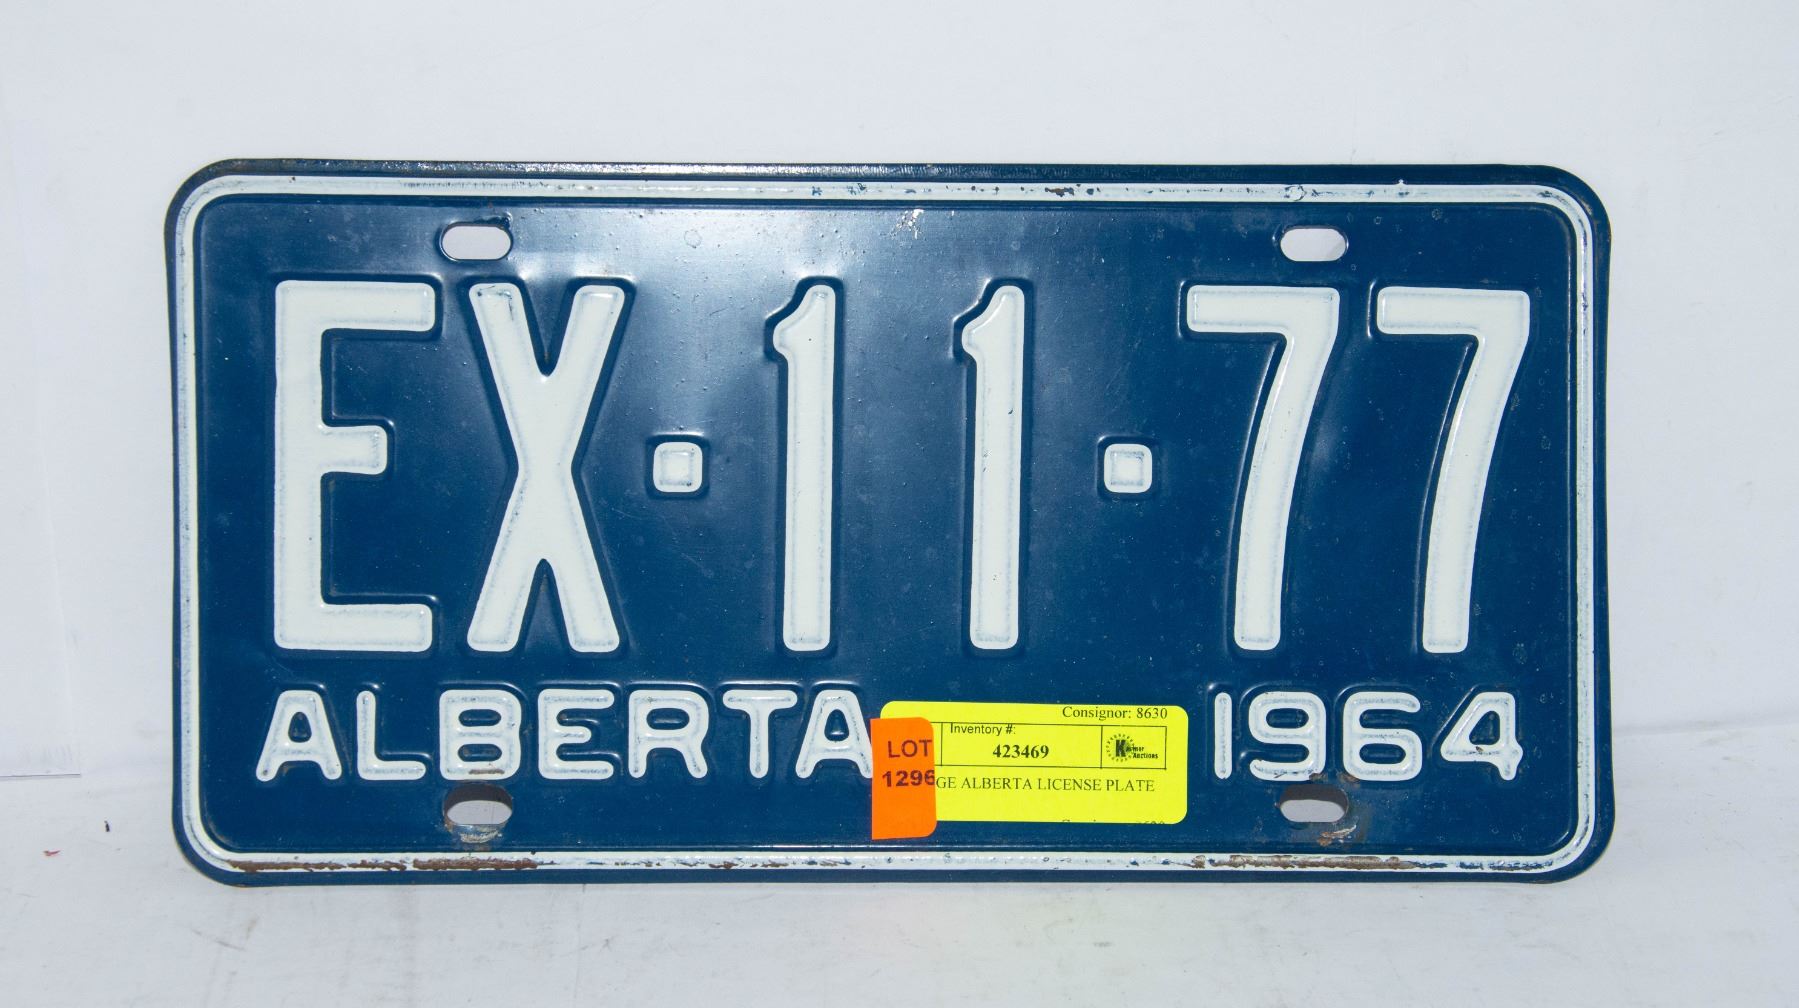 EX·11·77
ALBERTA 1964
Consignor: 8630
Inventory #:
423469
LOT
1296
GE ALBERTA LICENSE PLATE